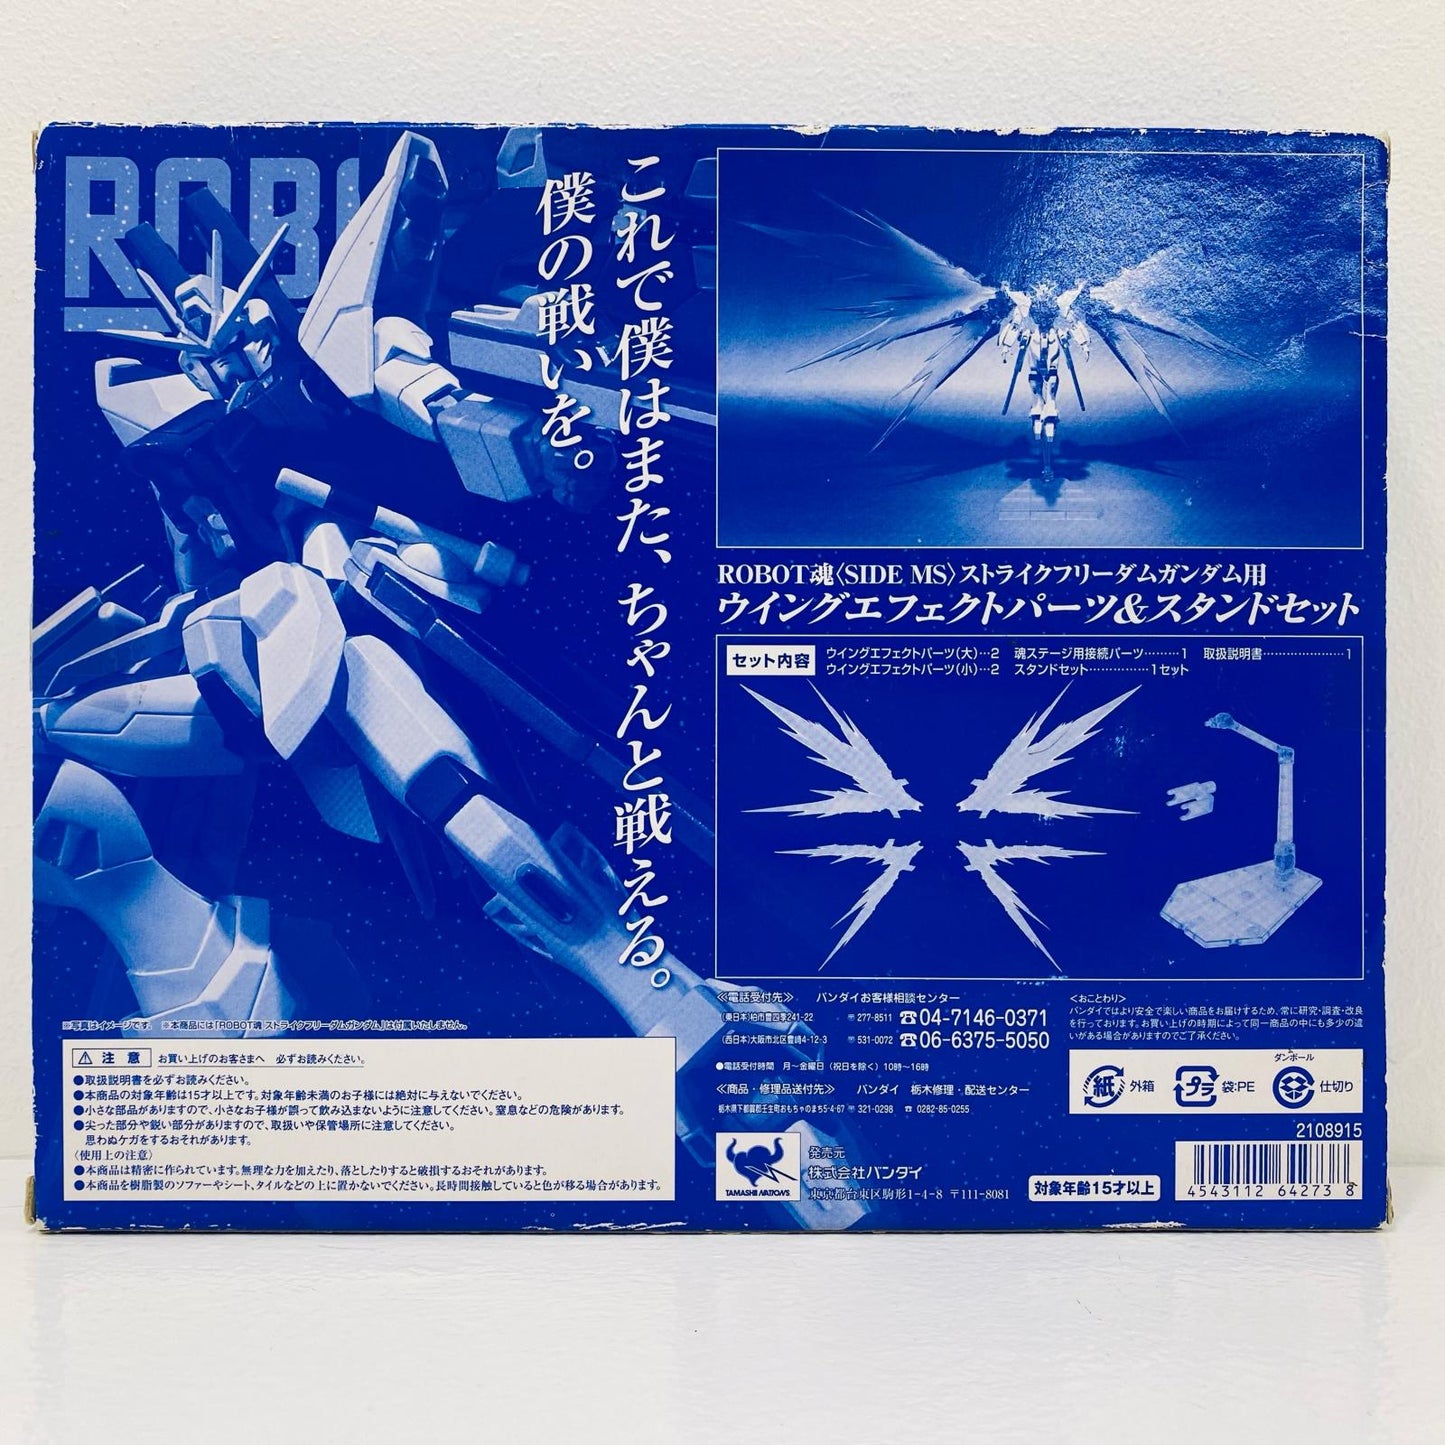 ROBO
これで僕はまた、ちゃんと戦える。
僕の戦いを。
※写真はイメージです。 ※本商品には「ROBOT魂 ストライクフリーダムガンダム」は付属いたしません。
⚠ 注意 お買い上げのお客さまへ 必ずお読みください。
●取扱説明書を必ずお読みください。
●本商品の対象年齢は15才以上です。対象年齢未満のお子様には絶対に与えないでください。
●小さな部品がありますので、小さなお子様が誤って飲み込まないように注意してください。窒息などの危険があります。
●尖った部分や鋭い部分がありますので、取扱いや保管場所に注意してください。
思わぬケガをするおそれがあります。
〈使用上の注意〉
●本商品は精密に作られています。無理な力を加えたり、落としたりすると破損するおそれがあります。
●本商品を樹脂製のソファーやシート、タイルなどの上に置かないでください。長時間接触していると色が移る場合があります。
ROBOT魂〈SIDE MS〉ストライクフリーダムガンダム用
ウイングエフェクトパーツ&スタンドセット
セット内容
ウイングエフェクトパーツ(大)…2 魂ステージ用接続パーツ………1 取扱説明書…………………1
ウイングエフェクトパーツ(小)…2 スタンドセット……………1セット
≪電話受付先≫ バンダイお客様相談センター
(東日本)柏市豊四季241-22 〒277-8511 ☎04-7146-0371
(西日本)大阪市北区豊崎4-12-3 〒531-0072 ☎06-6375-5050
●電話受付時間 月〜金曜日(祝日を除く)10時〜16時
≪商品・修理品送付先≫ バンダイ 栃木修理・配送センター
栃木県下都賀郡壬生町おもちゃのまち5-4-67 〒321-0298 ☎ 0282-85-0255
<おことわり>
バンダイではより安全で楽しい商品をお届けするため、常に研究・調査・改良
を行っております。お買い上げの時期によって同一商品の中にも多少の違
いがある場合がありますのでご了承ください。
紙 外箱 プラ 袋:PE ダンボール 仕切り
2108915
TAMASHII NATIONS
発売元
株式会社バンダイ
東京都台東区駒形1-4-8 〒111-8081
対象年齢15才以上
4543112 64273 8